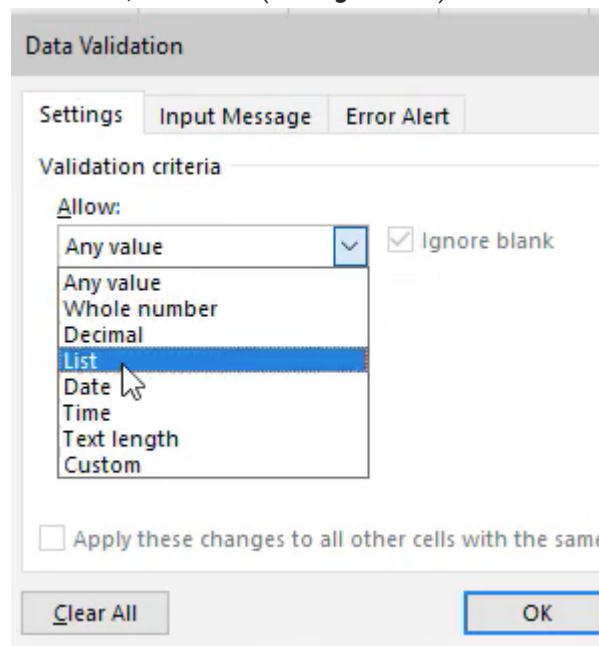 Data Validation
Settings Input Message Error Alert
Validation criteria
Allow:
Any value Ignore blank
Any value
Whole number
Decimal
List
Date
Time
Text length
Custom
Apply these changes to all other cells with the same
Clear All OK